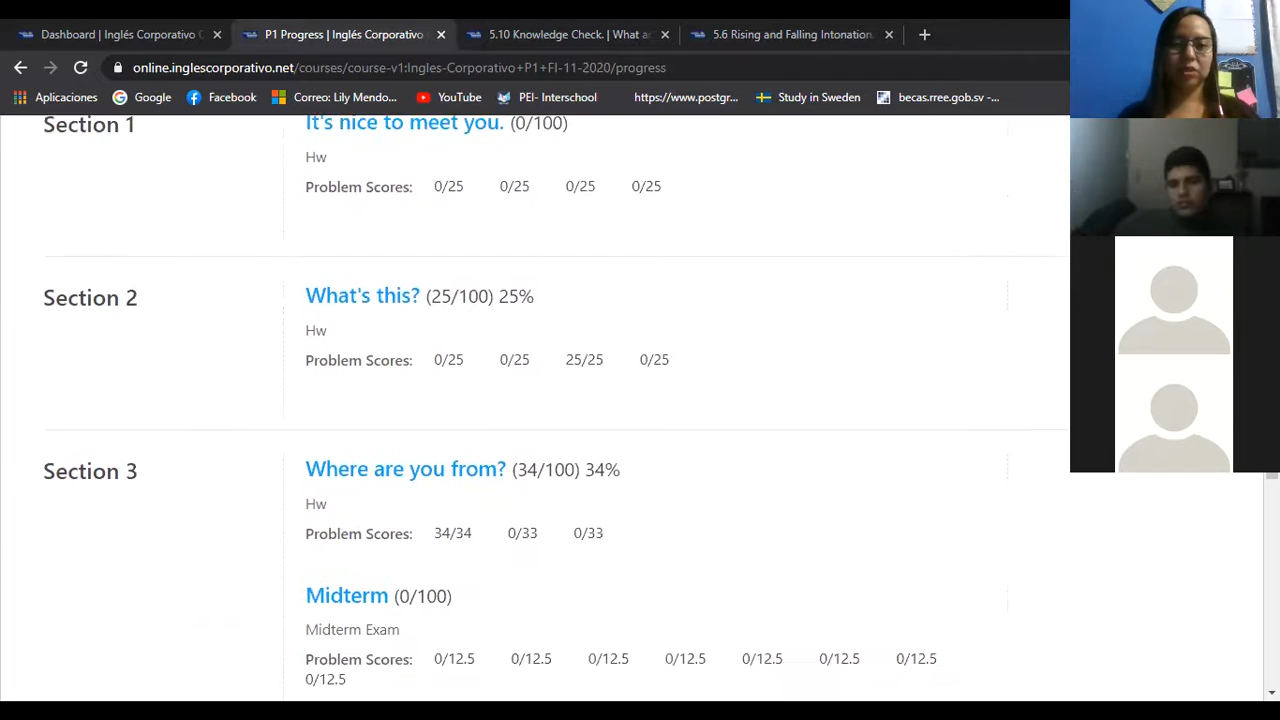 Dashboard | Inglés Corporativo
P1 Progress | Inglés Corporativo
5.10 Knowledge Check. | What a
5.6 Rising and Falling Intonation.
online.inglescorporativo.net/courses/course-v1:Ingles-Corporativo+P1+FI-11-2020/progress
Aplicaciones Google Facebook Correo: Lily Mendo... YouTube PEI- Interschool https://www.postgr... Study in Sweden becas.rree.gob.sv -...
Section 1
It's nice to meet you. (0/100)
Hw
Problem Scores: 0/25 0/25 0/25 0/25
Section 2
What's this? (25/100) 25%
Hw
Problem Scores: 0/25 0/25 25/25 0/25
Section 3
Where are you from? (34/100) 34%
Hw
Problem Scores: 34/34 0/33 0/33
Midterm (0/100)
Midterm Exam
Problem Scores: 0/12.5 0/12.5 0/12.5 0/12.5 0/12.5 0/12.5 0/12.5
0/12.5